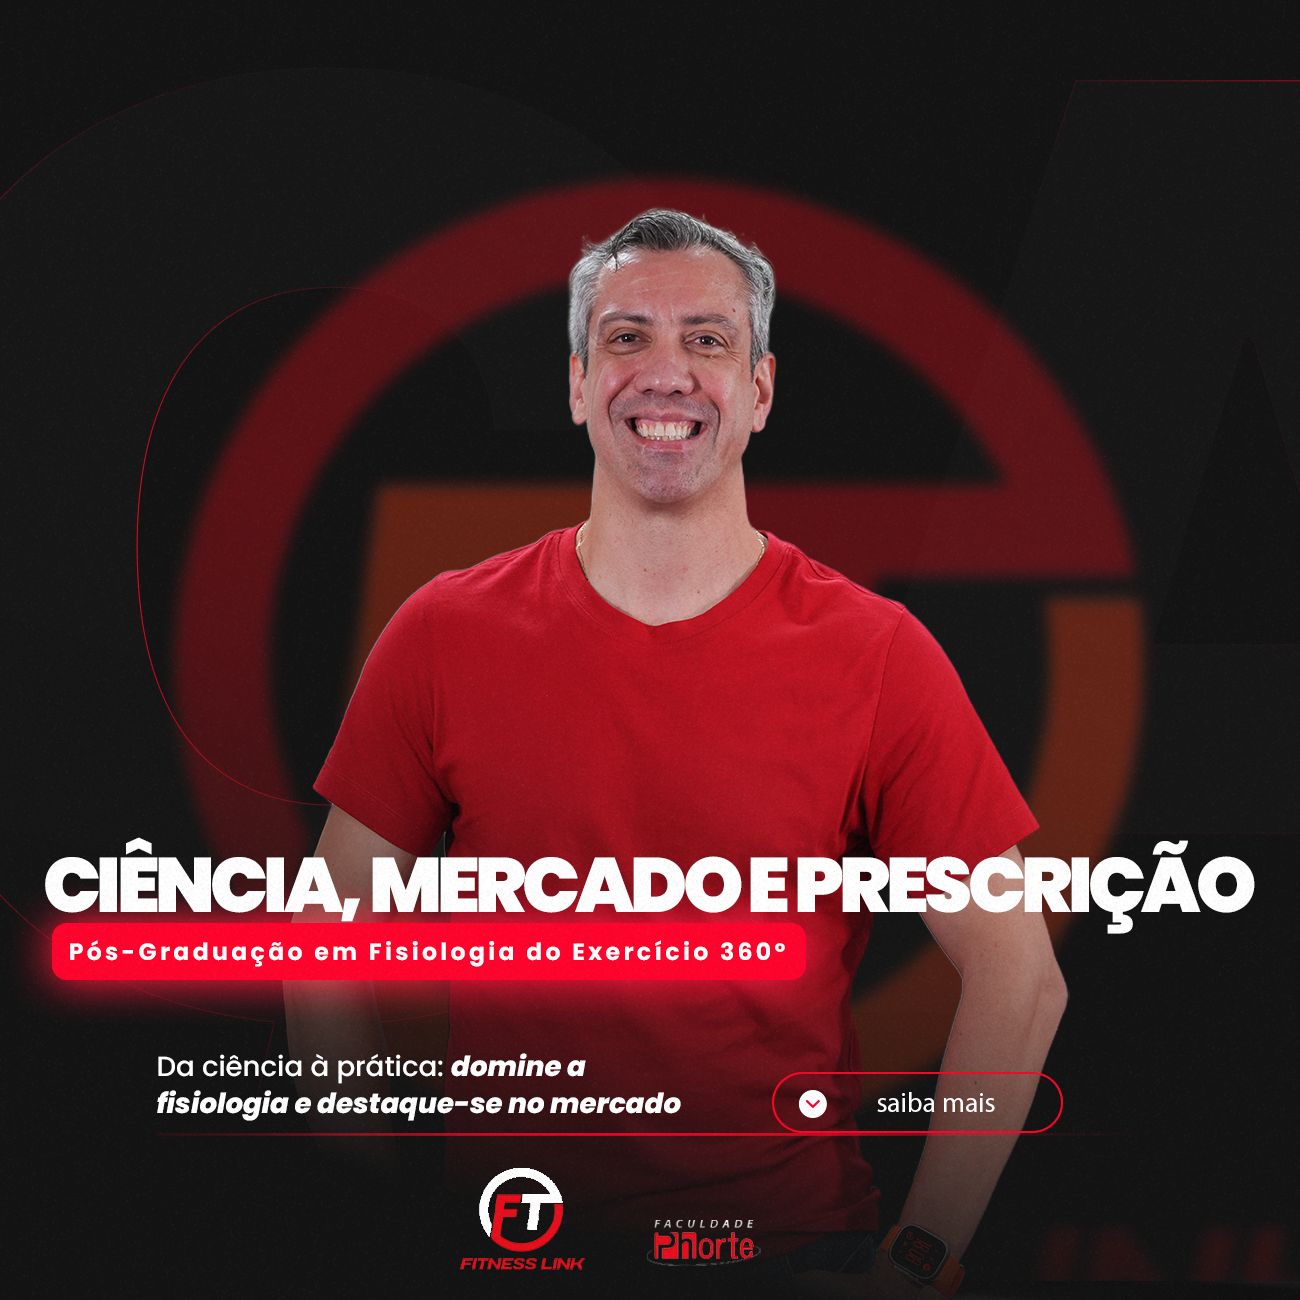 CIÊNCIA, MERCADO E PRESCRIÇÃO
Pós-Graduação em Fisiologia do Exercício 360°
Da ciência à prática: domine a
fisiologia e destaque-se no mercado
saiba mais
FT
FITNESS LINK
FACULDADE
Phorte